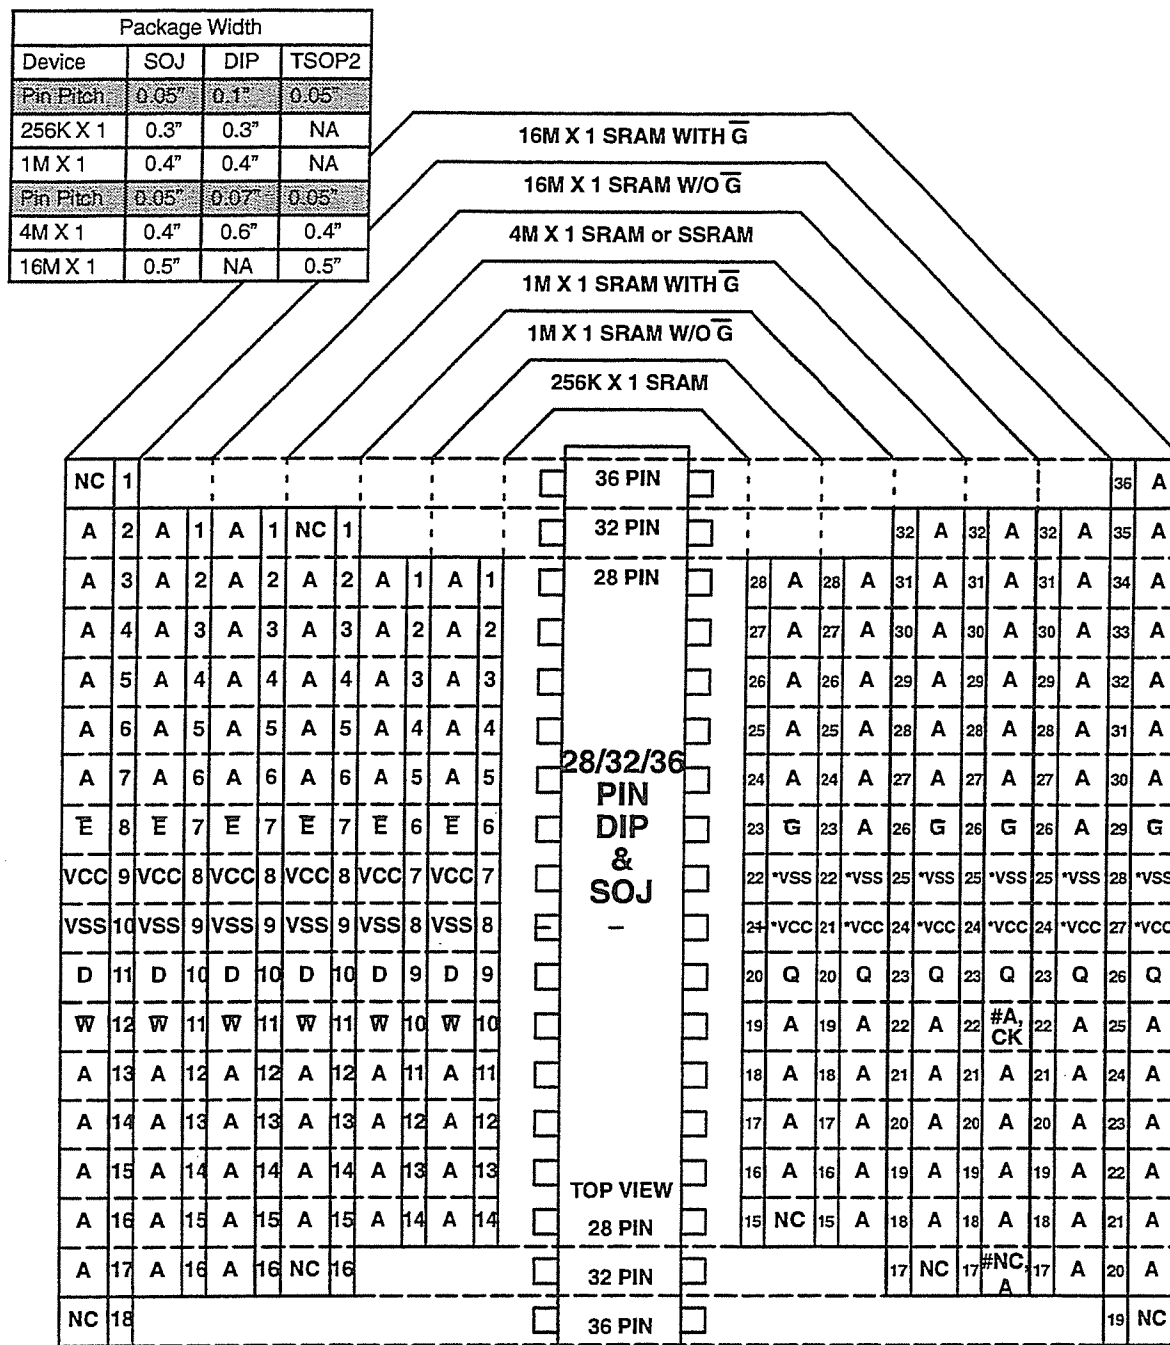 Package Width
Device SOJ DIP TSOP2
Pin Pitch 0.05" 0.1" 0.05"
256K X 1 0.3" 0.3" NA
1M X 1 0.4" 0.4" NA
Pin Pitch 0.05" 0.07" 0.05"
4M X 1 0.4" 0.6" 0.4"
16M X 1 0.5" NA 0.5"
16M X 1 SRAM WITH G̅
16M X 1 SRAM W/O G̅
4M X 1 SRAM or SSRAM
1M X 1 SRAM WITH G̅
1M X 1 SRAM W/O G̅
256K X 1 SRAM
NC 1 36 PIN 36 A
A 2 A 1 A 1 NC 1 32 PIN 32 A 32 A 32 A 35 A
A 3 A 2 A 2 A 2 A 1 A 1 28 PIN 28 A 28 A 31 A 31 A 31 A 34 A
A 4 A 3 A 3 A 3 A 2 A 2 27 A 27 A 30 A 30 A 30 A 33 A
A 5 A 4 A 4 A 4 A 3 A 3 26 A 26 A 29 A 29 A 29 A 32 A
A 6 A 5 A 5 A 5 A 4 A 4 25 A 25 A 28 A 28 A 28 A 31 A
A 7 A 6 A 6 A 6 A 5 A 5 24 A 24 A 27 A 27 A 27 A 30 A
E̅ 8 E̅ 7 E̅ 7 E̅ 7 E̅ 6 E̅ 6 23 G̅ 23 A 26 G̅ 26 G̅ 26 A 29 G̅
VCC 9 VCC 8 VCC 8 VCC 8 VCC 7 VCC 7 22 *VSS 22 *VSS 25 *VSS 25 *VSS 25 *VSS 28 *VSS
VSS 10 VSS 9 VSS 9 VSS 9 VSS 8 VSS 8 21 *VCC 21 *VCC 24 *VCC 24 *VCC 24 *VCC 27 *VCC
D 11 D 10 D 10 D 10 D 9 D 9 20 Q 20 Q 23 Q 23 Q 23 Q 26 Q
W̅ 12 W̅ 11 W̅ 11 W̅ 11 W̅ 10 W̅ 10 19 A 19 A 22 A 22 #A, CK 22 A 25 A
A 13 A 12 A 12 A 12 A 11 A 11 18 A 18 A 21 A 21 A 21 A 24 A
A 14 A 13 A 13 A 13 A 12 A 12 17 A 17 A 20 A 20 A 20 A 23 A
A 15 A 14 A 14 A 14 A 13 A 13 16 A 16 A 19 A 19 A 19 A 22 A
A 16 A 15 A 15 A 15 A 14 A 14 28 PIN 15 NC 15 A 18 A 18 A 18 A 21 A
A 17 A 16 A 16 NC 16 32 PIN 17 NC 17 #NC, A 17 A 20 A
NC 18 36 PIN 19 NC
28/32/36
PIN
DIP
&
SOJ
TOP VIEW